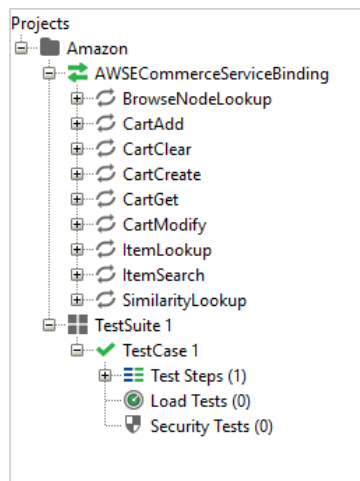 Projects
Amazon
AWSECommerceServiceBinding
BrowseNodeLookup
CartAdd
CartClear
CartCreate
CartGet
CartModify
ItemLookup
ItemSearch
SimilarityLookup
TestSuite 1
TestCase 1
Test Steps (1)
Load Tests (0)
Security Tests (0)